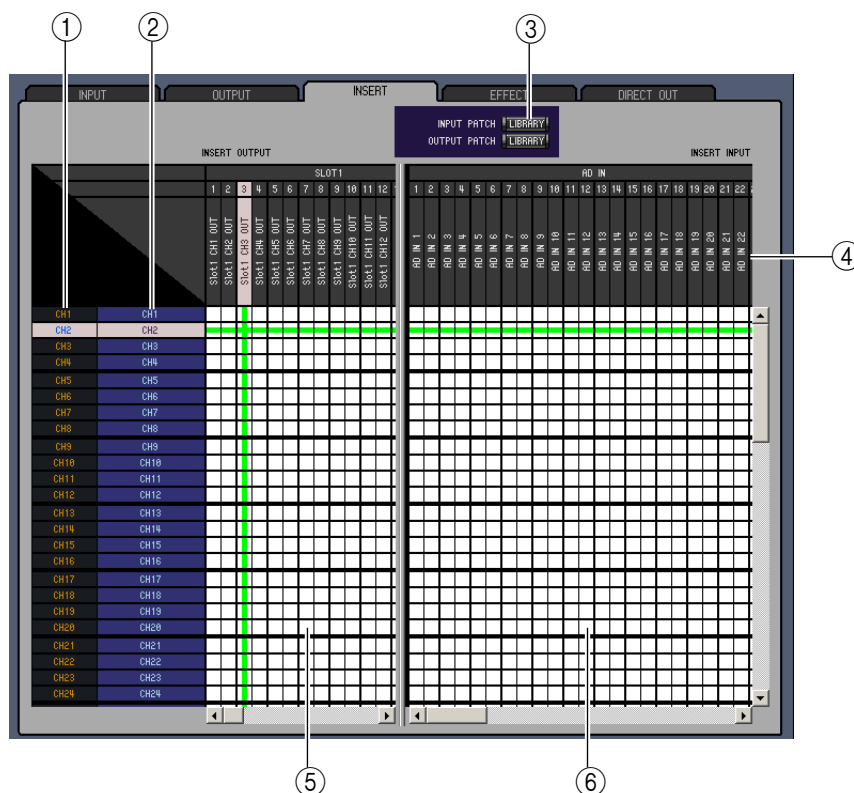 1 2 3
INPUT OUTPUT INSERT EFFECT DIRECT OUT
INPUT PATCH LIBRARY
OUTPUT PATCH LIBRARY
INSERT OUTPUT INSERT INPUT
SLOT1 AD IN
1 2 3 4 5 6 7 8 9 10 11 12 1 2 3 4 5 6 7 8 9 10 11 12 13 14 15 16 17 18 19 20 21 22
Slot1 CH1 OUT
Slot1 CH2 OUT
Slot1 CH3 OUT
Slot1 CH4 OUT
Slot1 CH5 OUT
Slot1 CH6 OUT
Slot1 CH7 OUT
Slot1 CH8 OUT
Slot1 CH9 OUT
Slot1 CH10 OUT
Slot1 CH11 OUT
Slot1 CH12 OUT
AD IN 1
AD IN 2
AD IN 3
AD IN 4
AD IN 5
AD IN 6
AD IN 7
AD IN 8
AD IN 9
AD IN 10
AD IN 11
AD IN 12
AD IN 13
AD IN 14
AD IN 15
AD IN 16
AD IN 17
AD IN 18
AD IN 19
AD IN 20
AD IN 21
AD IN 22
4
CH1 CH1
CH2 CH2
CH3 CH3
CH4 CH4
CH5 CH5
CH6 CH6
CH7 CH7
CH8 CH8
CH9 CH9
CH10 CH10
CH11 CH11
CH12 CH12
CH13 CH13
CH14 CH14
CH15 CH15
CH16 CH16
CH17 CH17
CH18 CH18
CH19 CH19
CH20 CH20
CH21 CH21
CH22 CH22
CH23 CH23
CH24 CH24
5 6